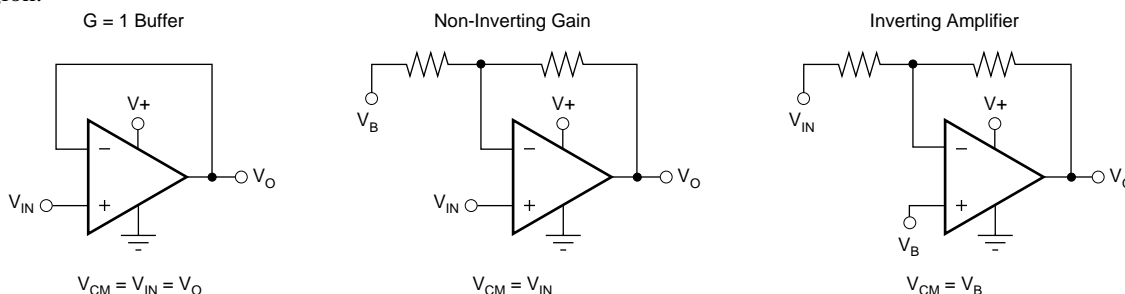 G = 1 Buffer
V+
−
+
V_IN
V_O
V_CM = V_IN = V_O
Non-Inverting Gain
V_B
V+
−
+
V_IN
V_O
V_CM = V_IN
Inverting Amplifier
V_IN
V+
−
+
V_B
V_CM = V_B